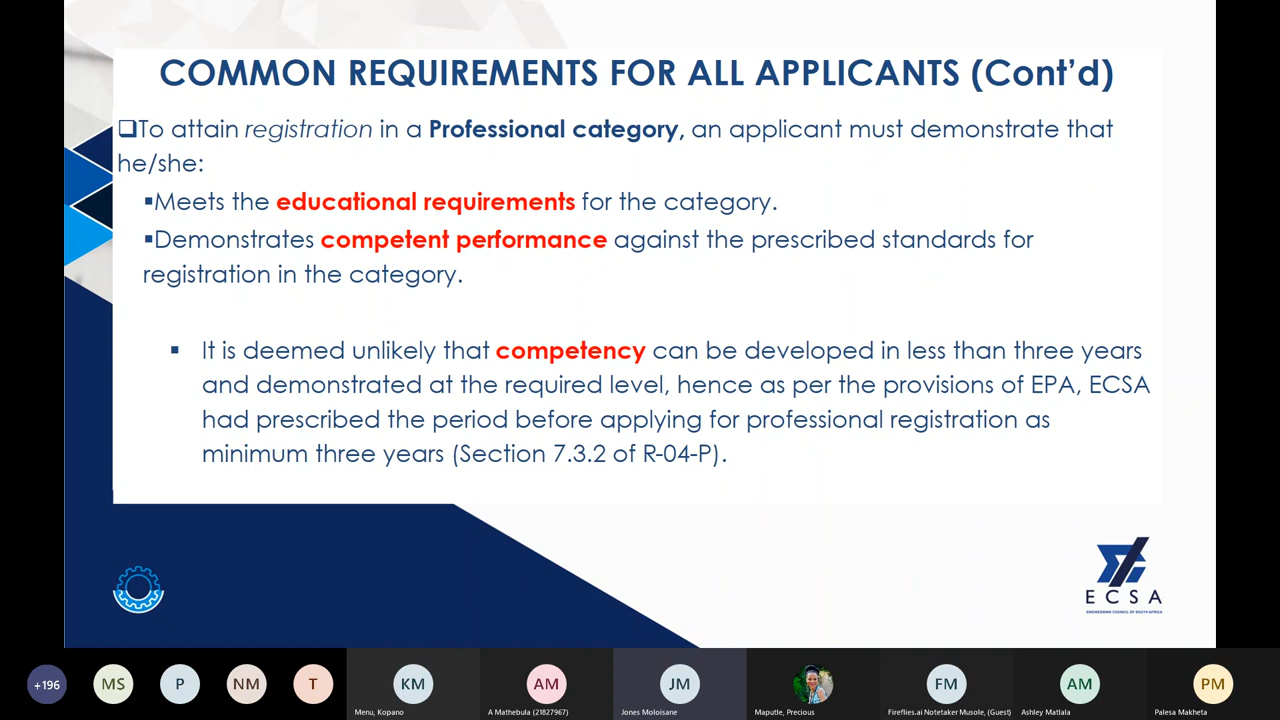 COMMON REQUIREMENTS FOR ALL APPLICANTS (Cont’d)
❑To attain registration in a Professional category, an applicant must demonstrate that
he/she:
▪Meets the educational requirements for the category.
▪Demonstrates competent performance against the prescribed standards for
registration in the category.
▪ It is deemed unlikely that competency can be developed in less than three years
and demonstrated at the required level, hence as per the provisions of EPA, ECSA
had prescribed the period before applying for professional registration as
minimum three years (Section 7.3.2 of R-04-P).
ECSA
ENGINEERING COUNCIL OF SOUTH AFRICA
+196 MS P NM T KM AM JM FM AM PM
Menu, Kopano A Mathebula (21827967) Jones Moloisane Maputle, Precious Fireflies.ai Notetaker Musole, (Guest) Ashley Matlala Palesa Makheta